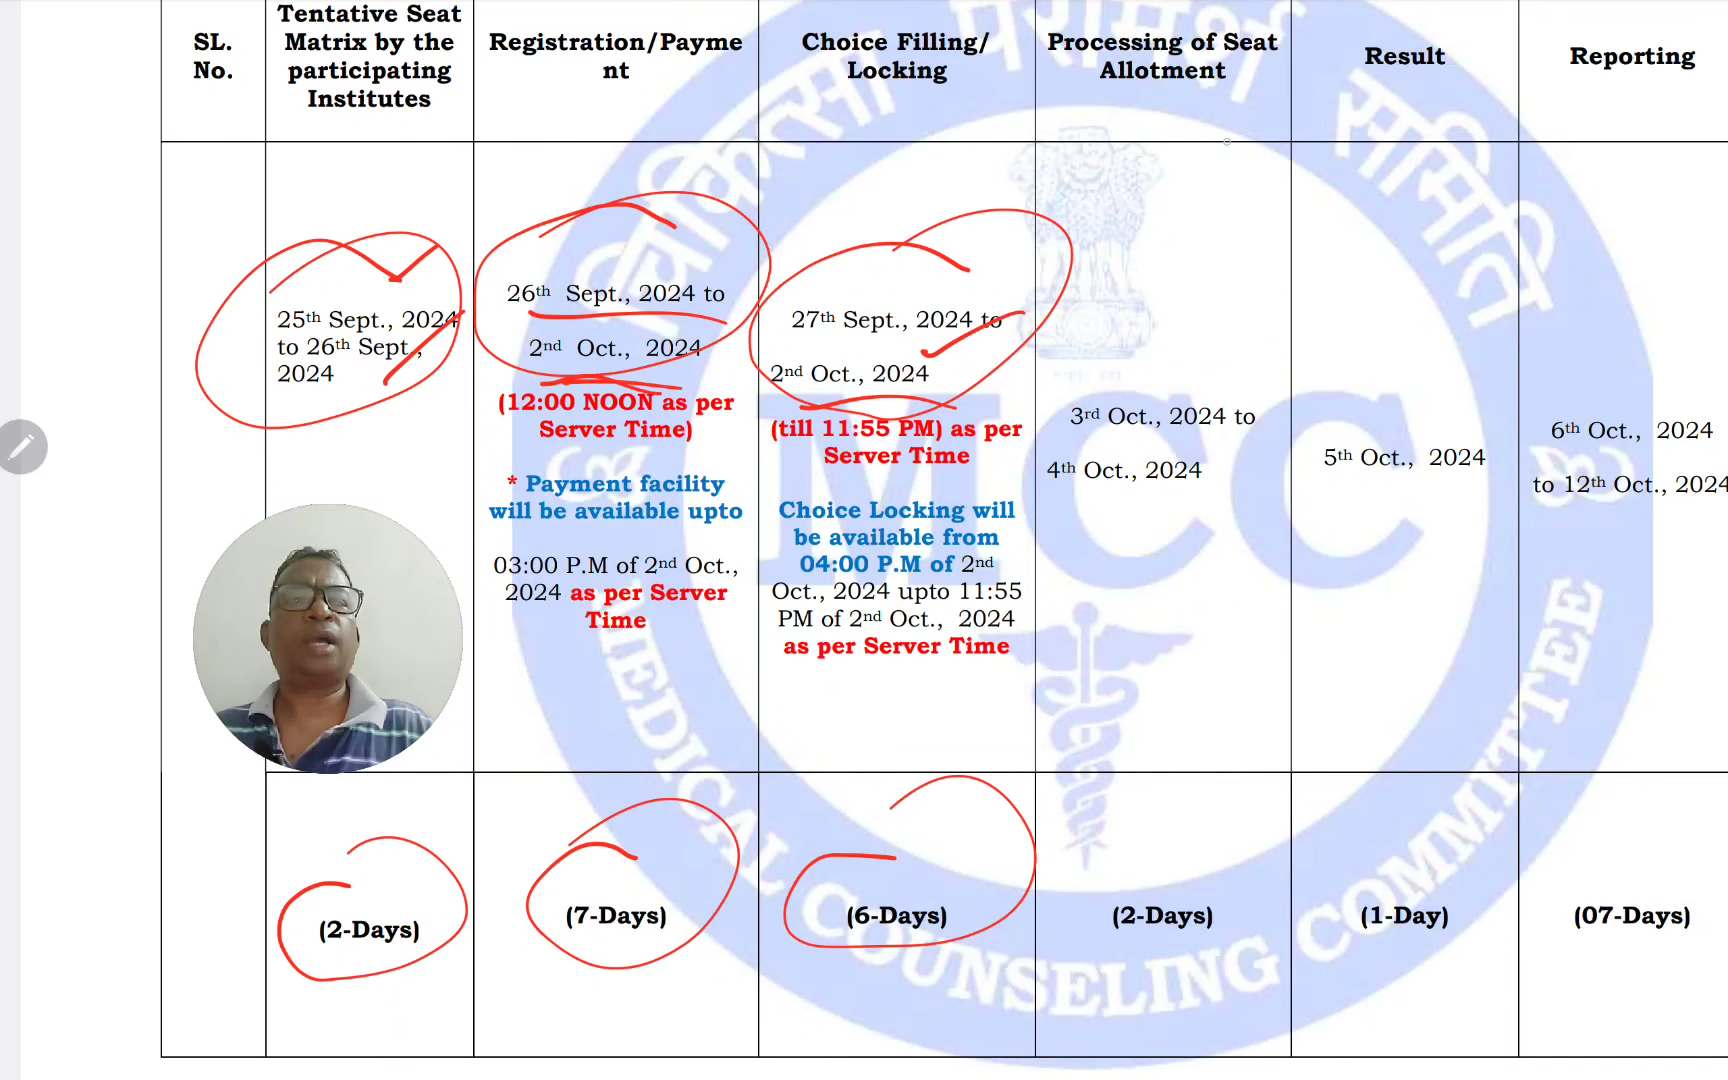 SL.
No.
Tentative Seat
Matrix by the
participating
Institutes
Registration/Payme
nt
Choice Filling/
Locking
Processing of Seat
Allotment
Result
Reporting
25th Sept., 2024
to 26th Sept.,
2024
26th Sept., 2024 to
2nd Oct., 2024
(12:00 NOON as per
Server Time)
* Payment facility
will be available upto
03:00 P.M of 2nd Oct.,
2024 as per Server
Time
27th Sept., 2024 to
2nd Oct., 2024
(till 11:55 PM) as per
Server Time
Choice Locking will
be available from
04:00 P.M of 2nd
Oct., 2024 upto 11:55
PM of 2nd Oct., 2024
as per Server Time
3rd Oct., 2024 to
4th Oct., 2024
5th Oct., 2024
6th Oct., 2024
to 12th Oct., 2024
(2-Days)
(7-Days)
(6-Days)
(2-Days)
(1-Day)
(07-Days)
चिकित्सा परामर्श समिति
MCC
MEDICAL COUNSELING COMMITTEE